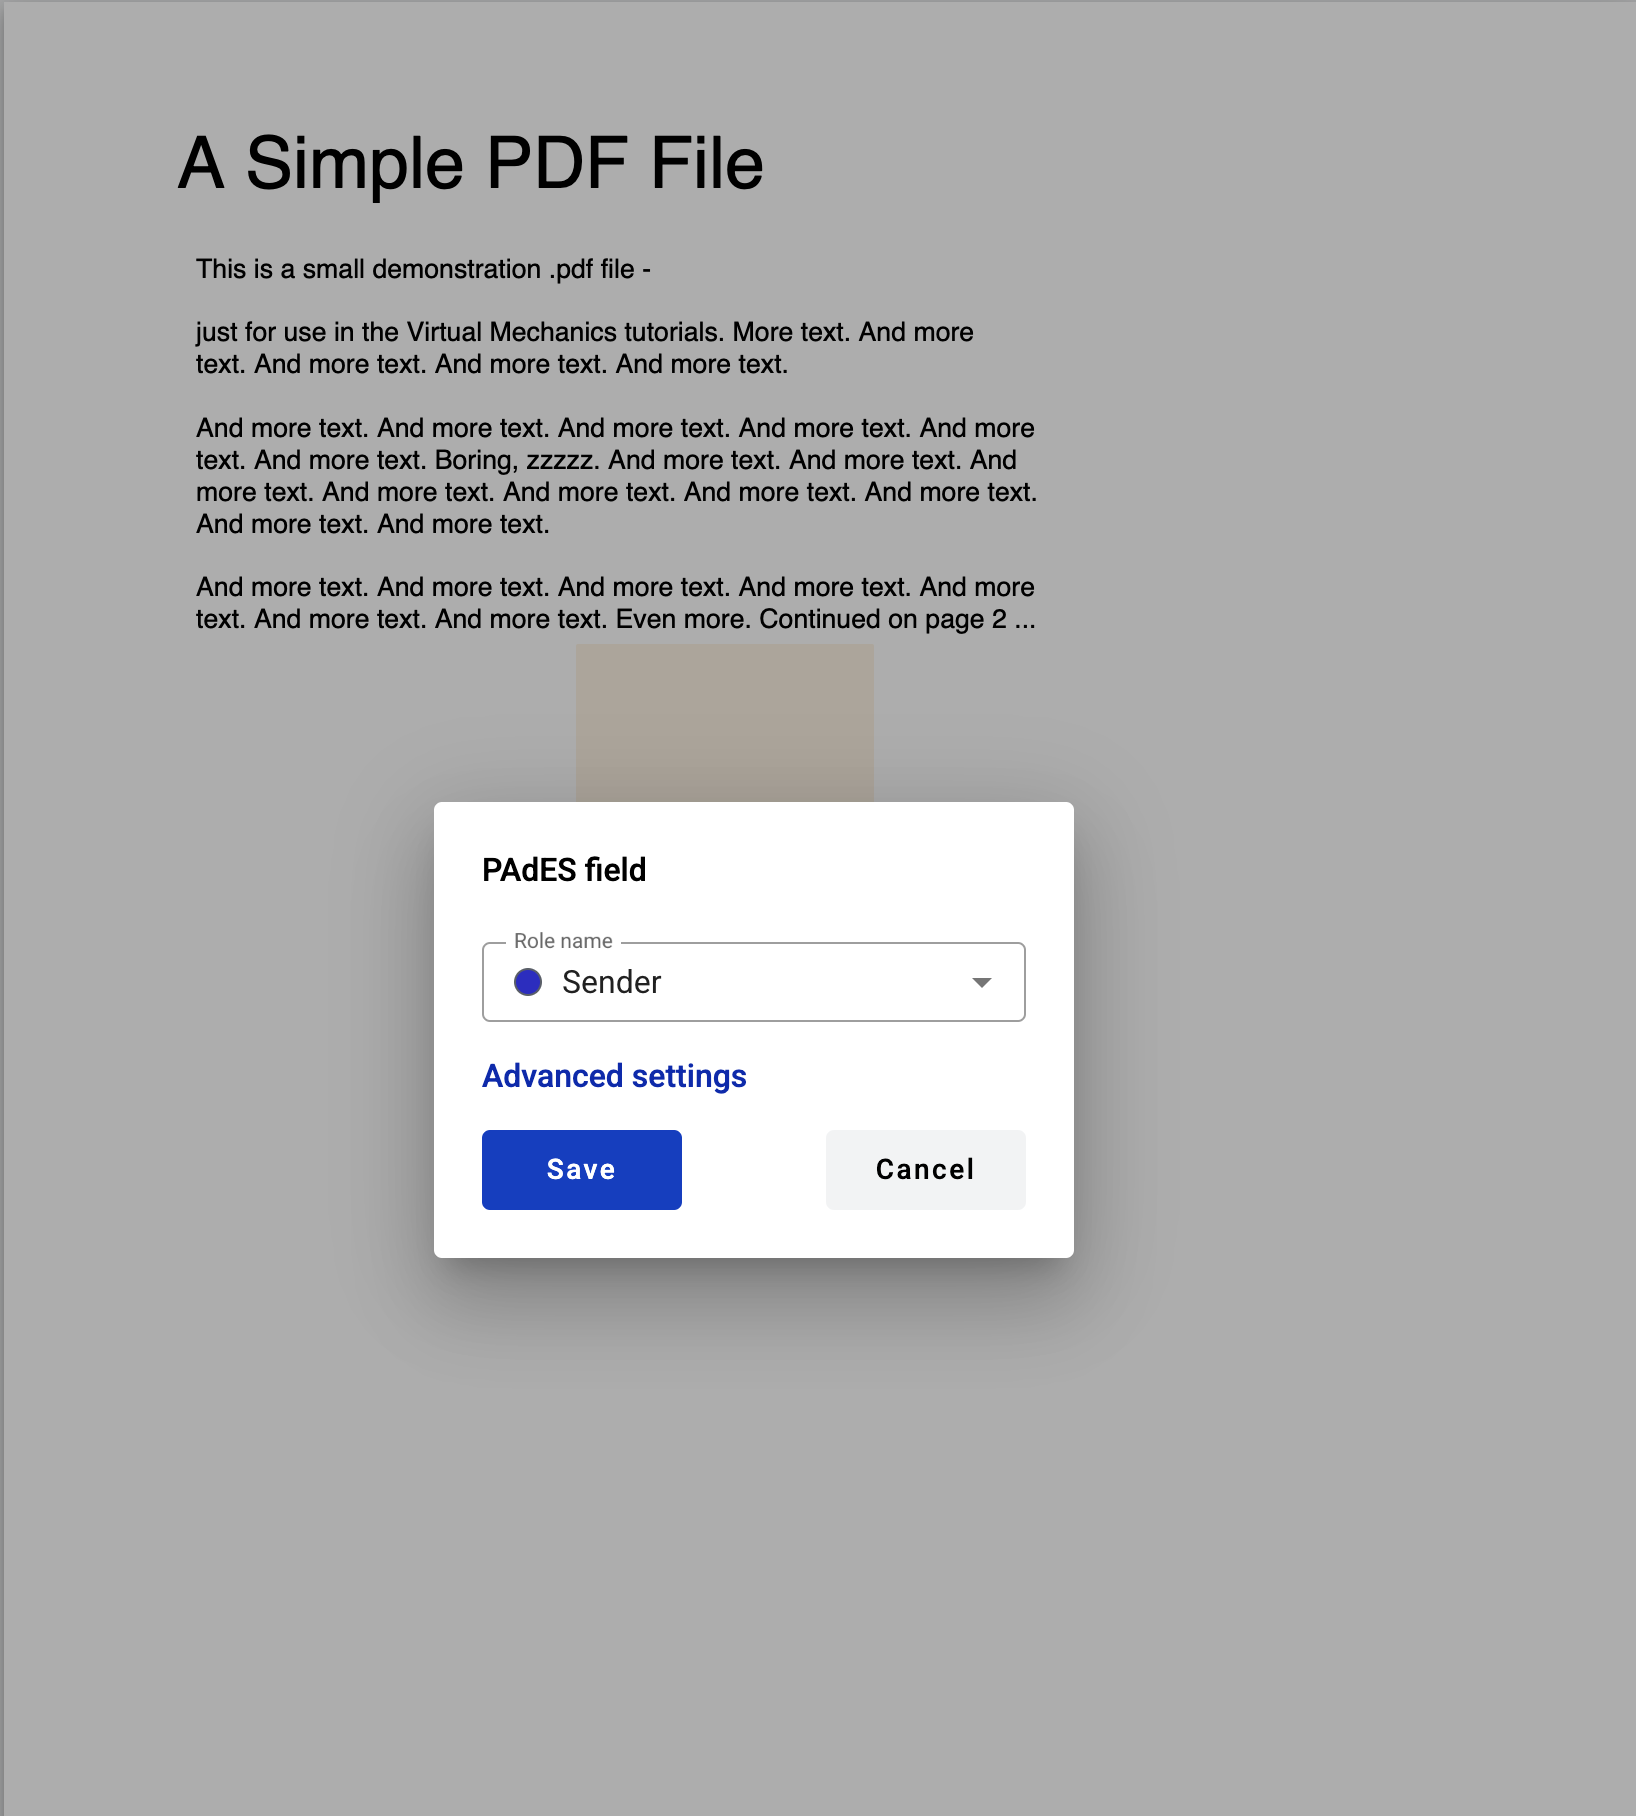 A Simple PDF File
This is a small demonstration .pdf file -
just for use in the Virtual Mechanics tutorials. More text. And more
text. And more text. And more text. And more text.
And more text. And more text. And more text. And more text. And more
text. And more text. Boring, zzzzz. And more text. And more text. And
more text. And more text. And more text. And more text. And more text.
And more text. And more text.
And more text. And more text. And more text. And more text. And more
text. And more text. And more text. Even more. Continued on page 2 ...
PAdES field
Role name
Sender
Advanced settings
Save
Cancel